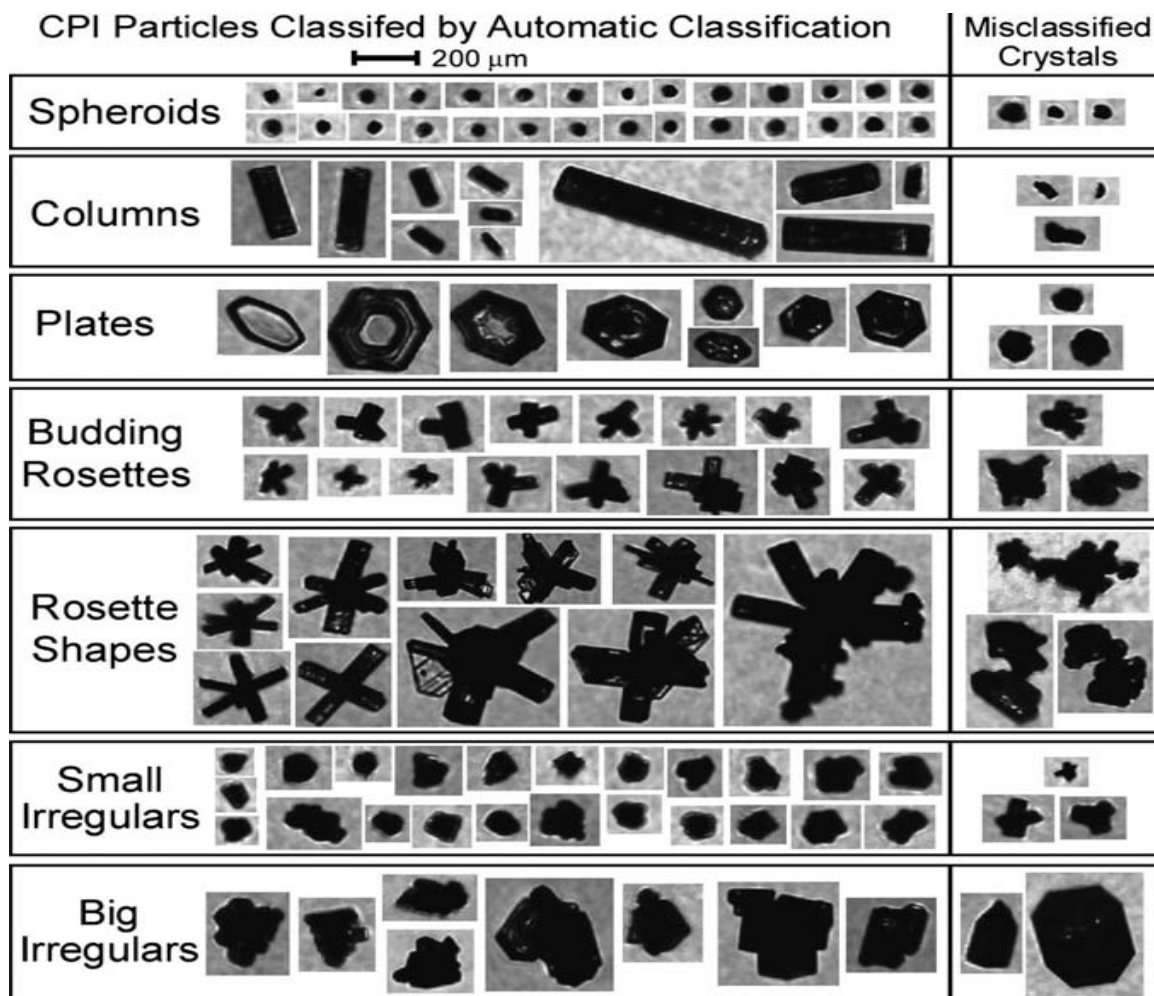 CPI Particles Classifed by Automatic Classification
200 μm
Misclassified
Crystals
Spheroids
Columns
Plates
Budding
Rosettes
Rosette
Shapes
Small
Irregulars
Big
Irregulars